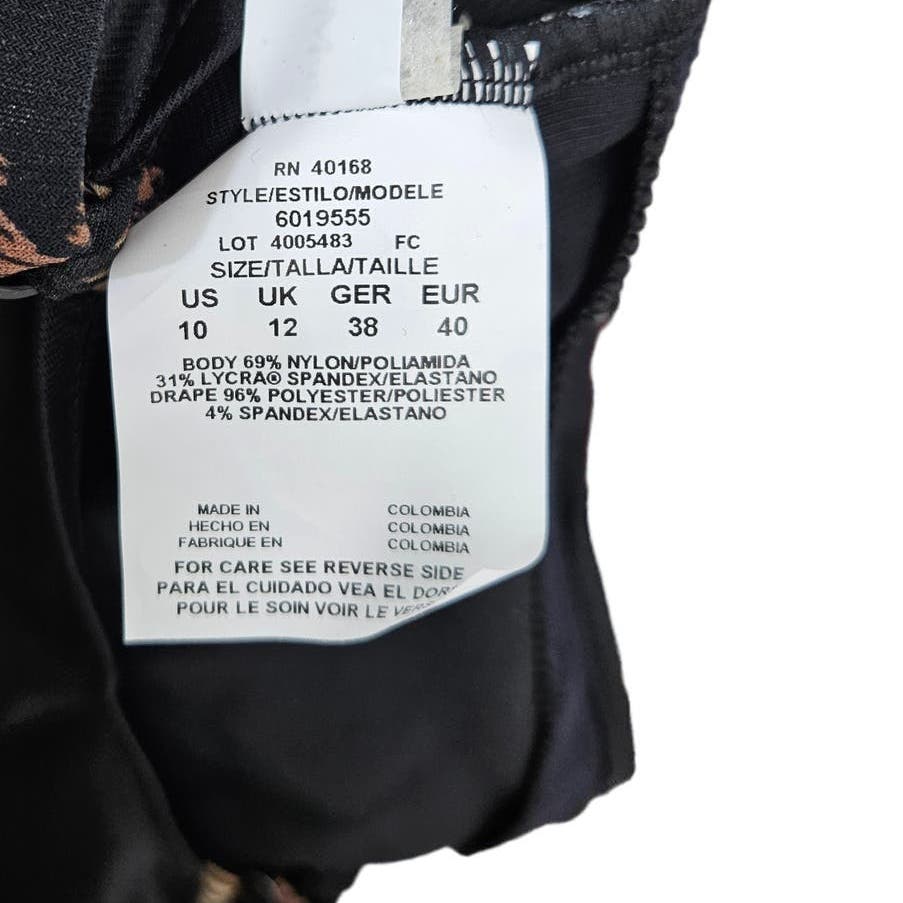 RN 40168
STYLE/ESTILO/MODELE
6019555
LOT 4005483 FC
SIZE/TALLA/TAILLE
US UK GER EUR
10 12 38 40
BODY 69% NYLON/POLIAMIDA
31% LYCRA® SPANDEX/ELASTANO
DRAPE 96% POLYESTER/POLIESTER
4% SPANDEX/ELASTANO
MADE IN COLOMBIA
HECHO EN COLOMBIA
FABRIQUE EN COLOMBIA
FOR CARE SEE REVERSE SIDE
PARA EL CUIDADO VEA EL
POUR LE SOIN VOIR LE